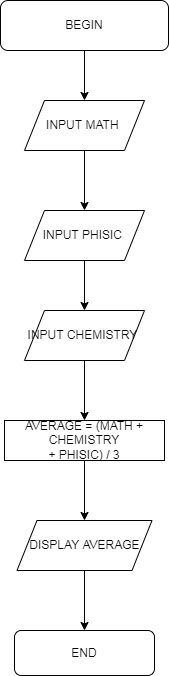 BEGIN
INPUT MATH
INPUT PHISIC
INPUT CHEMISTRY
AVERAGE = (MATH +
CHEMISTRY
+ PHISIC) / 3
DISPLAY AVERAGE
END